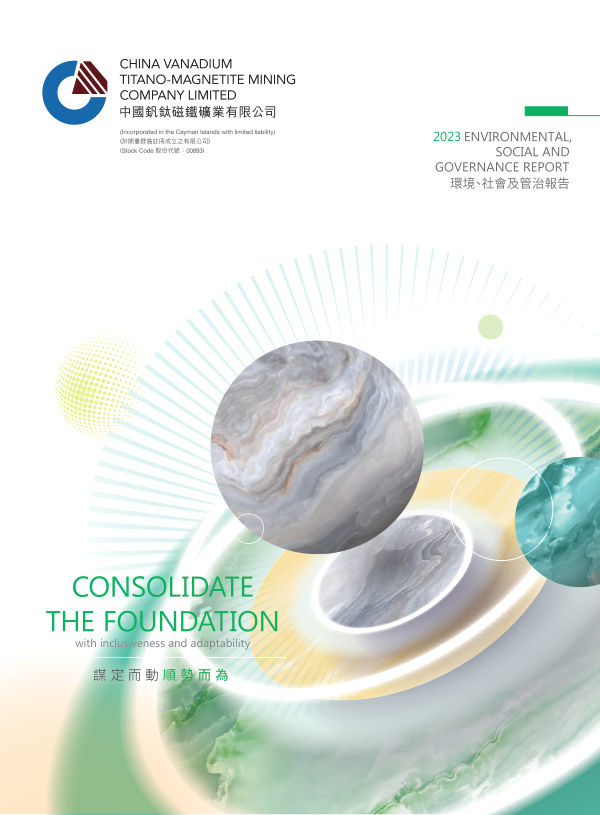 CHINA VANADIUM
TITANO-MAGNETITE MINING
COMPANY LIMITED
中國釩鈦磁鐵礦業有限公司
(Incorporated in the Cayman Islands with limited liability)
(於開曼群島註冊成立之有限公司)
(Stock Code 股份代號：00893)
2023 ENVIRONMENTAL,
SOCIAL AND
GOVERNANCE REPORT
環境、社會及管治報告
CONSOLIDATE
THE FOUNDATION
with inclusiveness and adaptability
謀定而動順勢而為